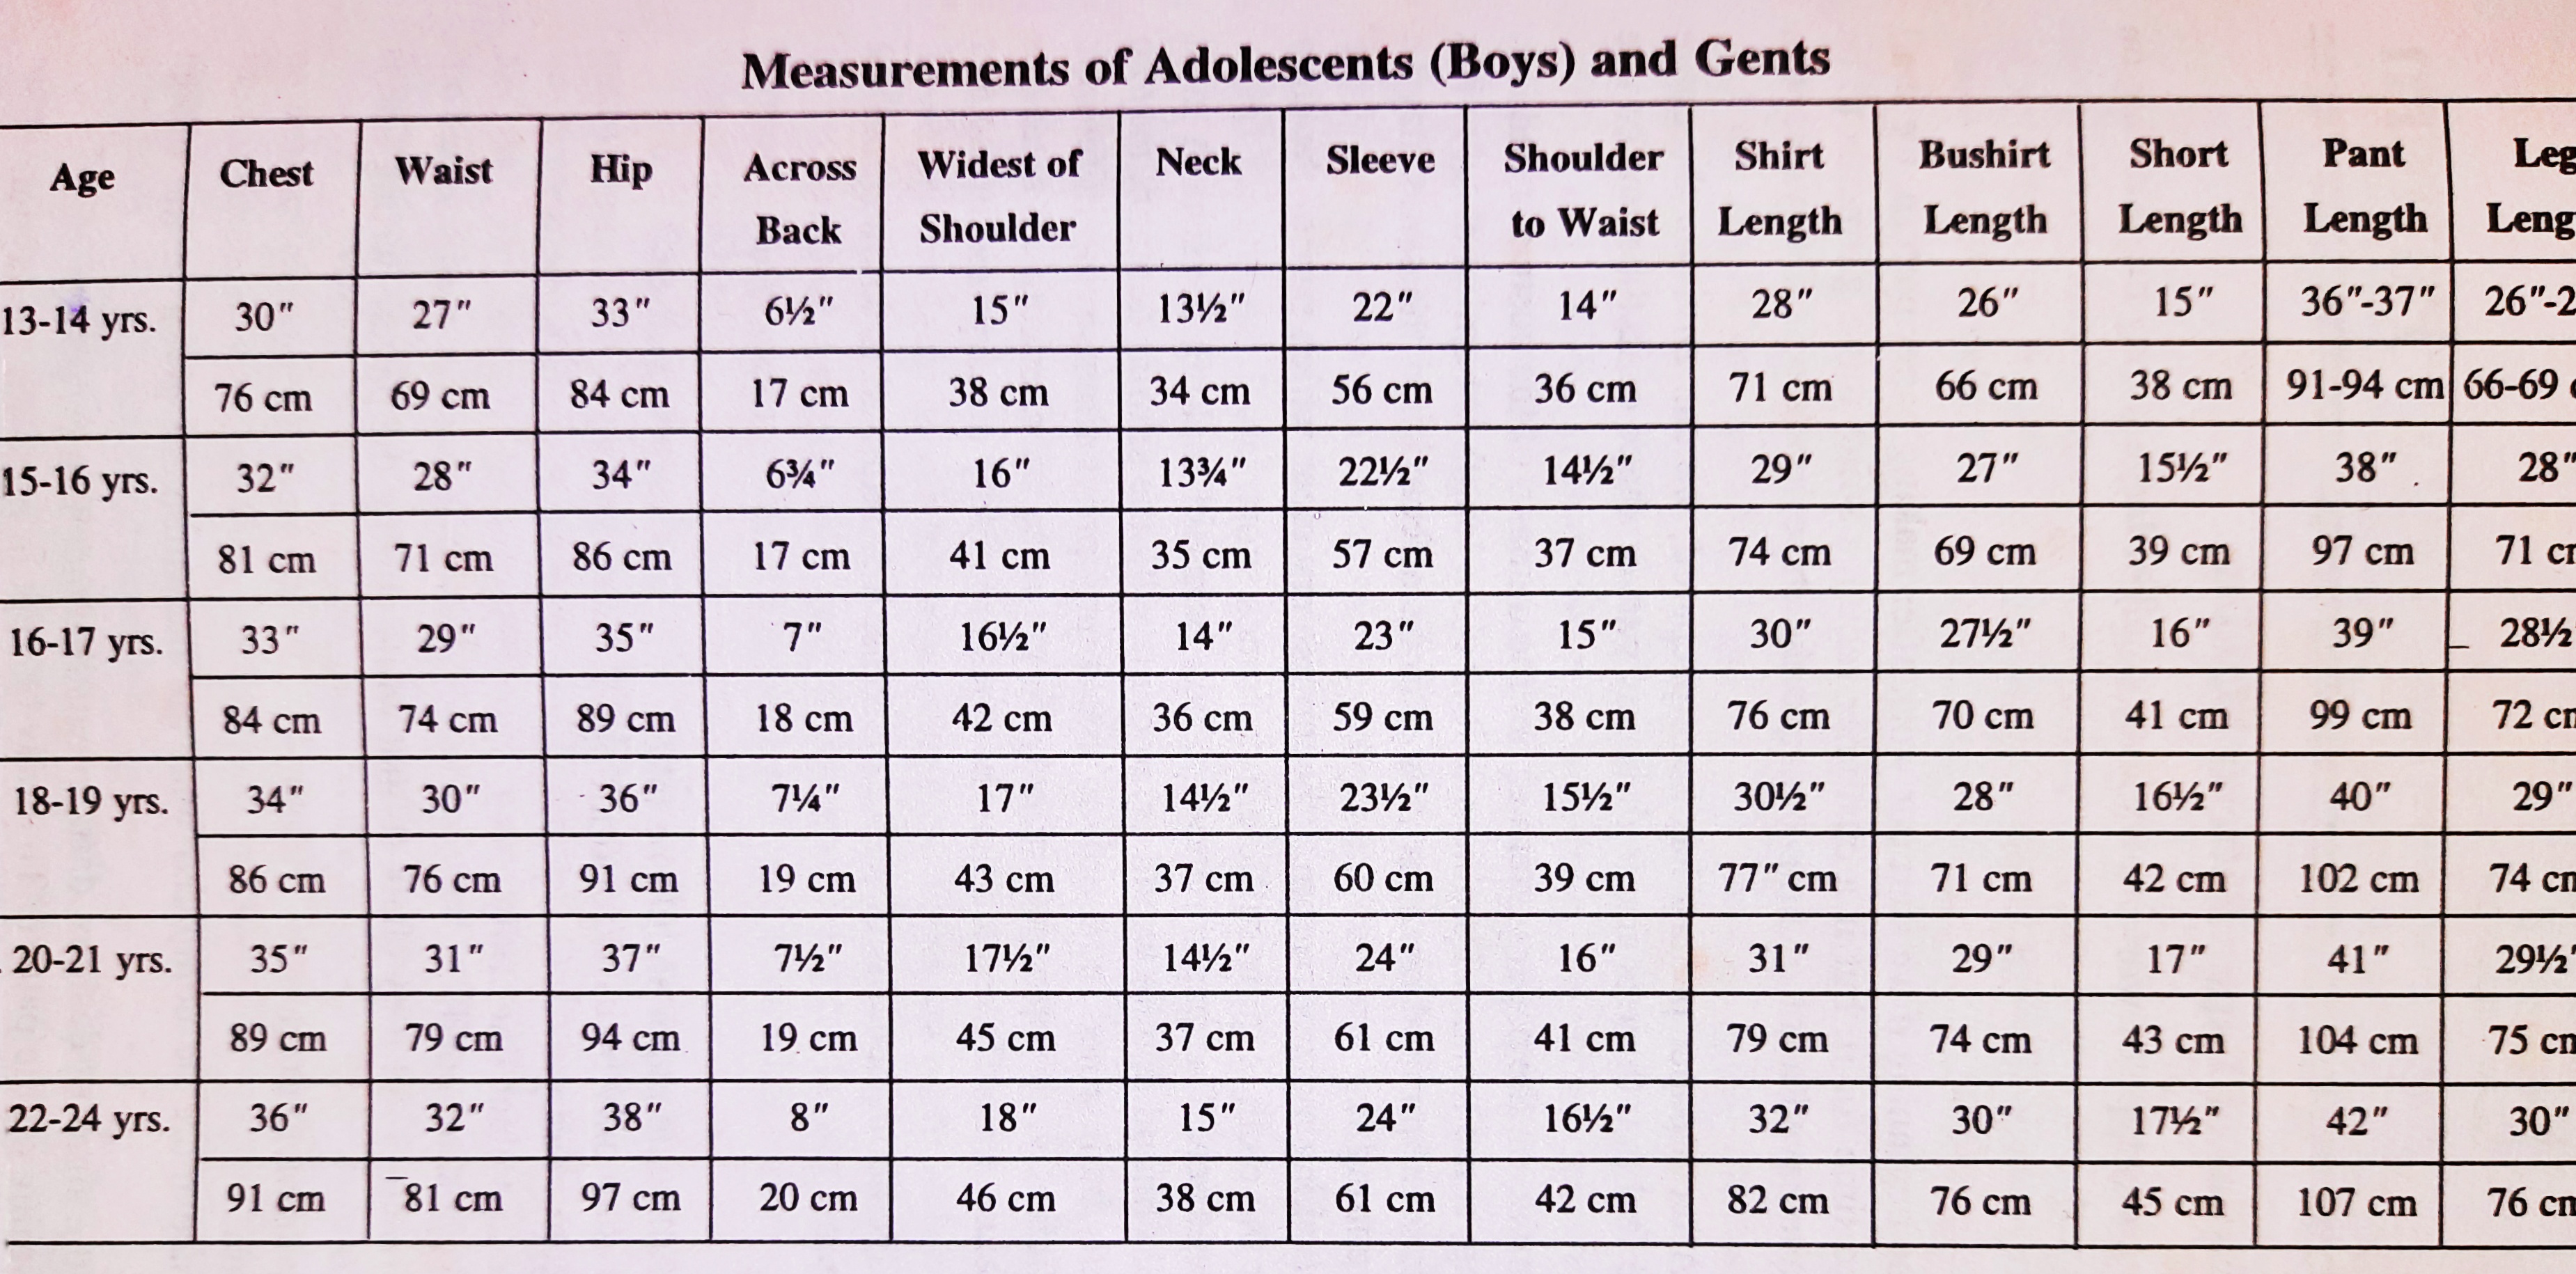 Measurements of Adolescents (Boys) and Gents
Age Chest Waist Hip Across Back Widest of Shoulder Neck Sleeve Shoulder to Waist Shirt Length Bushirt Length Short Length Pant Length Leg Leng
13-14 yrs. 30" 27" 33" 6½" 15" 13½" 22" 14" 28" 26" 15" 36"-37" 26"-2
76 cm 69 cm 84 cm 17 cm 38 cm 34 cm 56 cm 36 cm 71 cm 66 cm 38 cm 91-94 cm 66-69
15-16 yrs. 32" 28" 34" 6¾" 16" 13¾" 22½" 14½" 29" 27" 15½" 38" 28"
81 cm 71 cm 86 cm 17 cm 41 cm 35 cm 57 cm 37 cm 74 cm 69 cm 39 cm 97 cm 71 c
16-17 yrs. 33" 29" 35" 7" 16½" 14" 23" 15" 30" 27½" 16" 39" 28½
84 cm 74 cm 89 cm 18 cm 42 cm 36 cm 59 cm 38 cm 76 cm 70 cm 41 cm 99 cm 72 c
18-19 yrs. 34" 30" 36" 7¼" 17" 14½" 23½" 15½" 30½" 28" 16½" 40" 29"
86 cm 76 cm 91 cm 19 cm 43 cm 37 cm 60 cm 39 cm 77" cm 71 cm 42 cm 102 cm 74 c
20-21 yrs. 35" 31" 37" 7½" 17½" 14½" 24" 16" 31" 29" 17" 41" 29½"
89 cm 79 cm 94 cm 19 cm 45 cm 37 cm 61 cm 41 cm 79 cm 74 cm 43 cm 104 cm 75 c
22-24 yrs. 36" 32" 38" 8" 18" 15" 24" 16½" 32" 30" 17½" 42" 30"
91 cm 81 cm 97 cm 20 cm 46 cm 38 cm 61 cm 42 cm 82 cm 76 cm 45 cm 107 cm 76 c